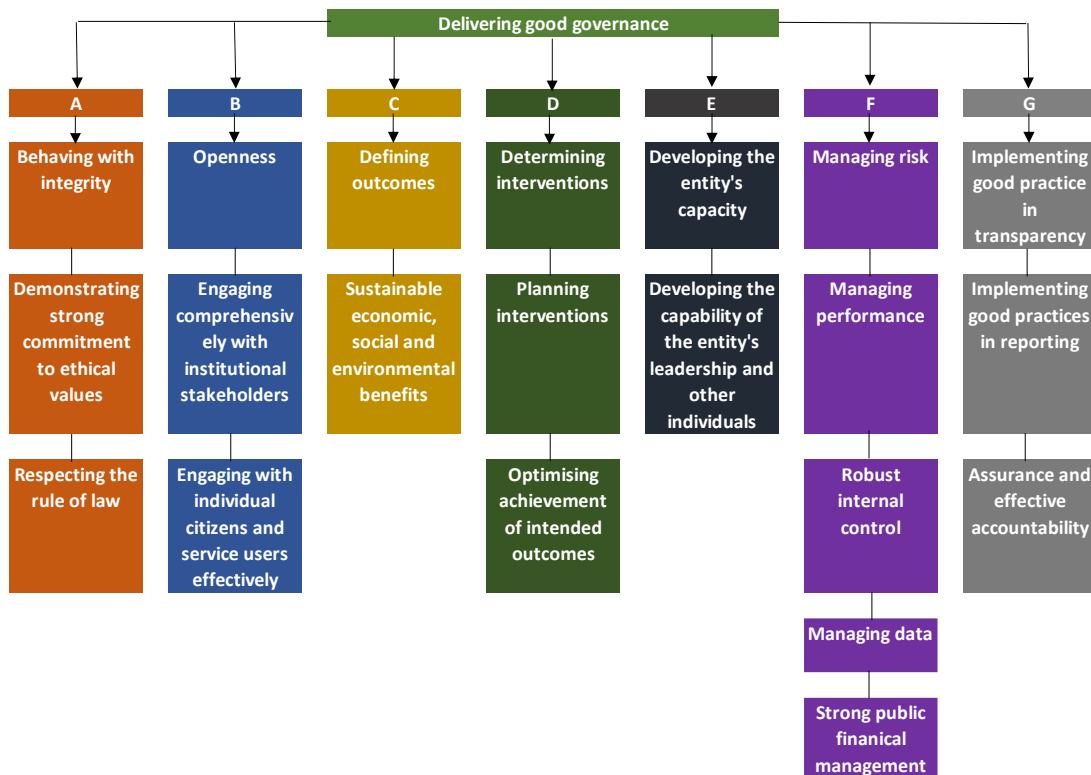 Delivering good governance
A
B
C
D
E
F
G
Behaving with
integrity
Demonstrating
strong
commitment
to ethical
values
Respecting the
rule of law
Openness
Engaging
comprehensiv
ely with
institutional
stakeholders
Engaging with
individual
citizens and
service users
effectively
Defining
outcomes
Sustainable
economic,
social and
environmental
benefits
Determining
interventions
Planning
interventions
Optimising
achievement
of intended
outcomes
Developing the
entity's
capacity
Developing the
capability of
the entity's
leadership and
other
individuals
Managing risk
Managing
performance
Robust
internal
control
Managing data
Strong public
finanical
management
Implementing
good practice
in
transparency
Implementing
good practices
in reporting
Assurance and
effective
accountability